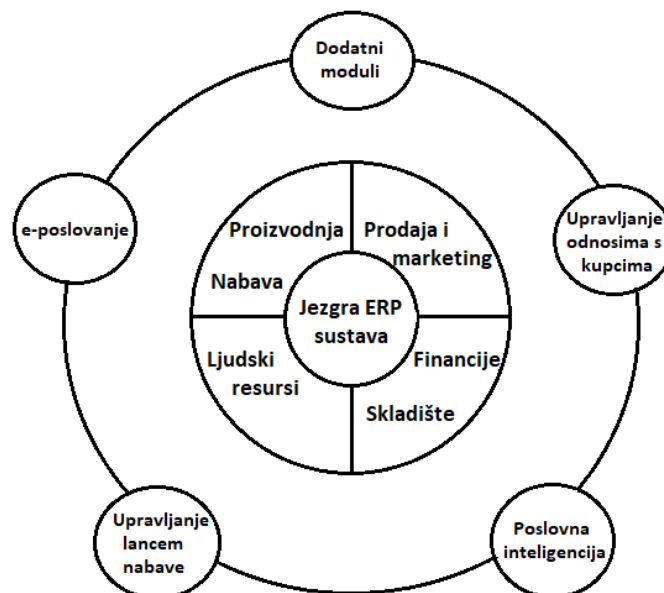 Dodatni
moduli
e-poslovanje
Upravljanje
odnosima s
kupcima
Proizvodnja
Nabava
Prodaja i
marketing
Jezgra ERP
sustava
Ljudski
resursi
Financije
Skladište
Upravljanje
lancem
nabave
Poslovna
inteligencija